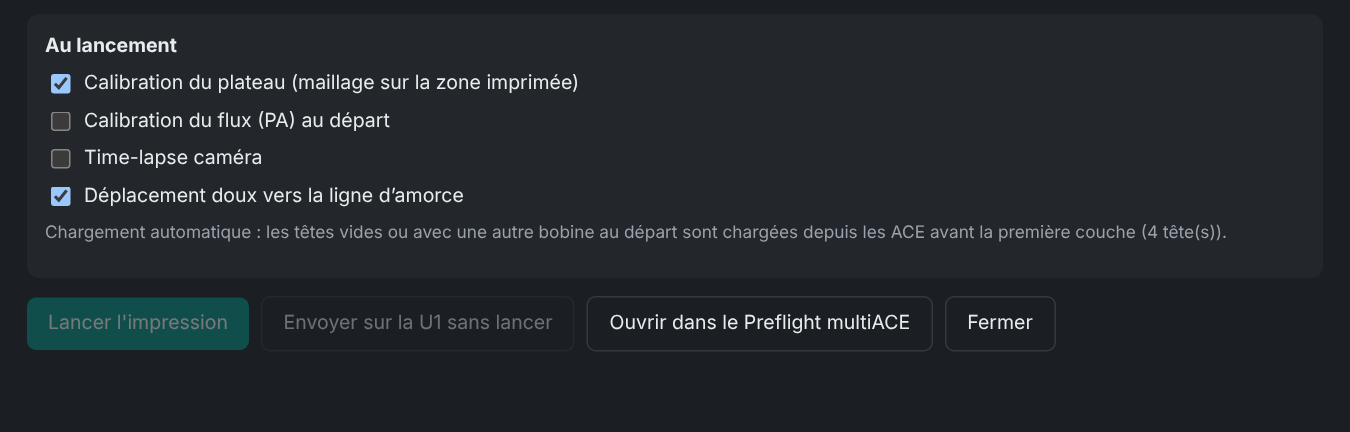 Au lancement
Calibration du plateau (maillage sur la zone imprimée)
Calibration du flux (PA) au départ
Time-lapse caméra
Déplacement doux vers la ligne d’amorce
Chargement automatique : les têtes vides ou avec une autre bobine au départ sont chargées depuis les ACE avant la première couche (4 tête(s)).
Lancer l'impression
Envoyer sur la U1 sans lancer
Ouvrir dans le Preflight multiACE
Fermer